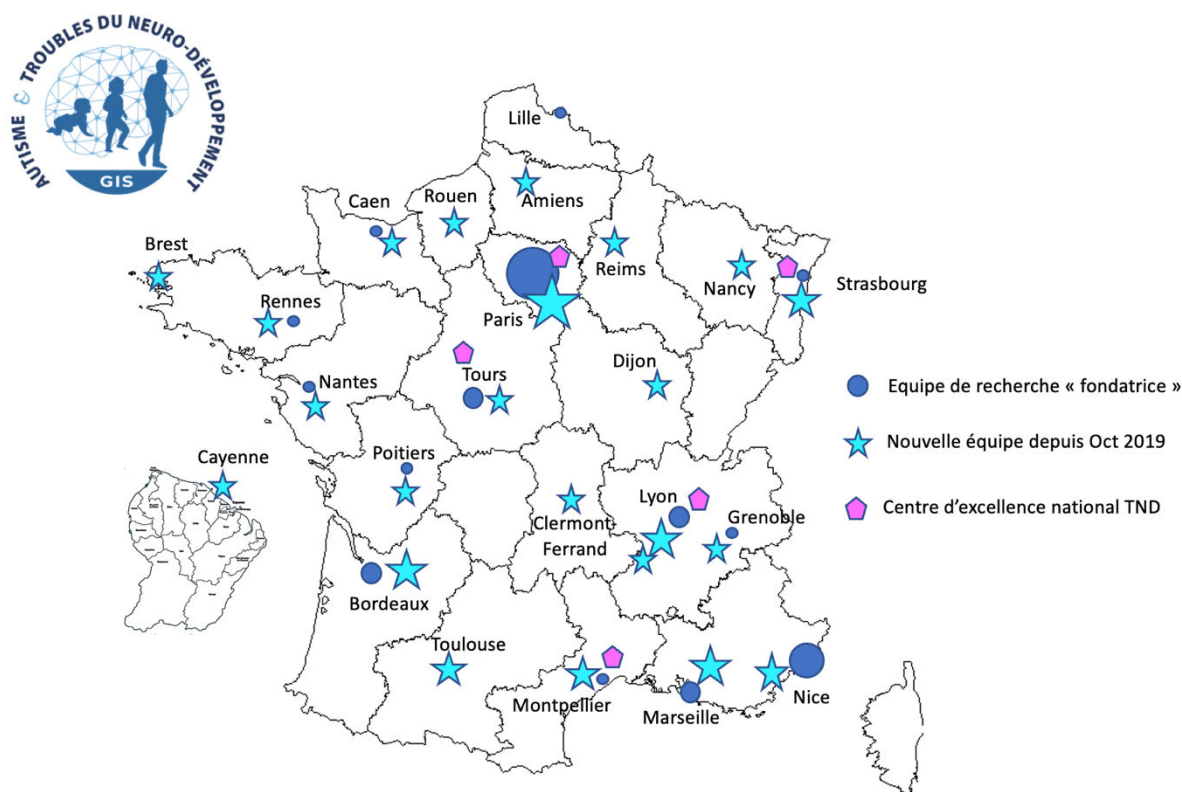 AUTISME & TROUBLES DU NEURO-DÉVELOPPEMENT
GIS
Lille
Amiens
Rouen
Caen
Brest
Reims
Nancy
Strasbourg
Rennes
Paris
Nantes
Tours
Dijon
Equipe de recherche « fondatrice »
Nouvelle équipe depuis Oct 2019
Centre d'excellence national TND
Cayenne
Poitiers
Clermont
Ferrand
Lyon
Grenoble
Bordeaux
Toulouse
Montpellier
Marseille
Nice